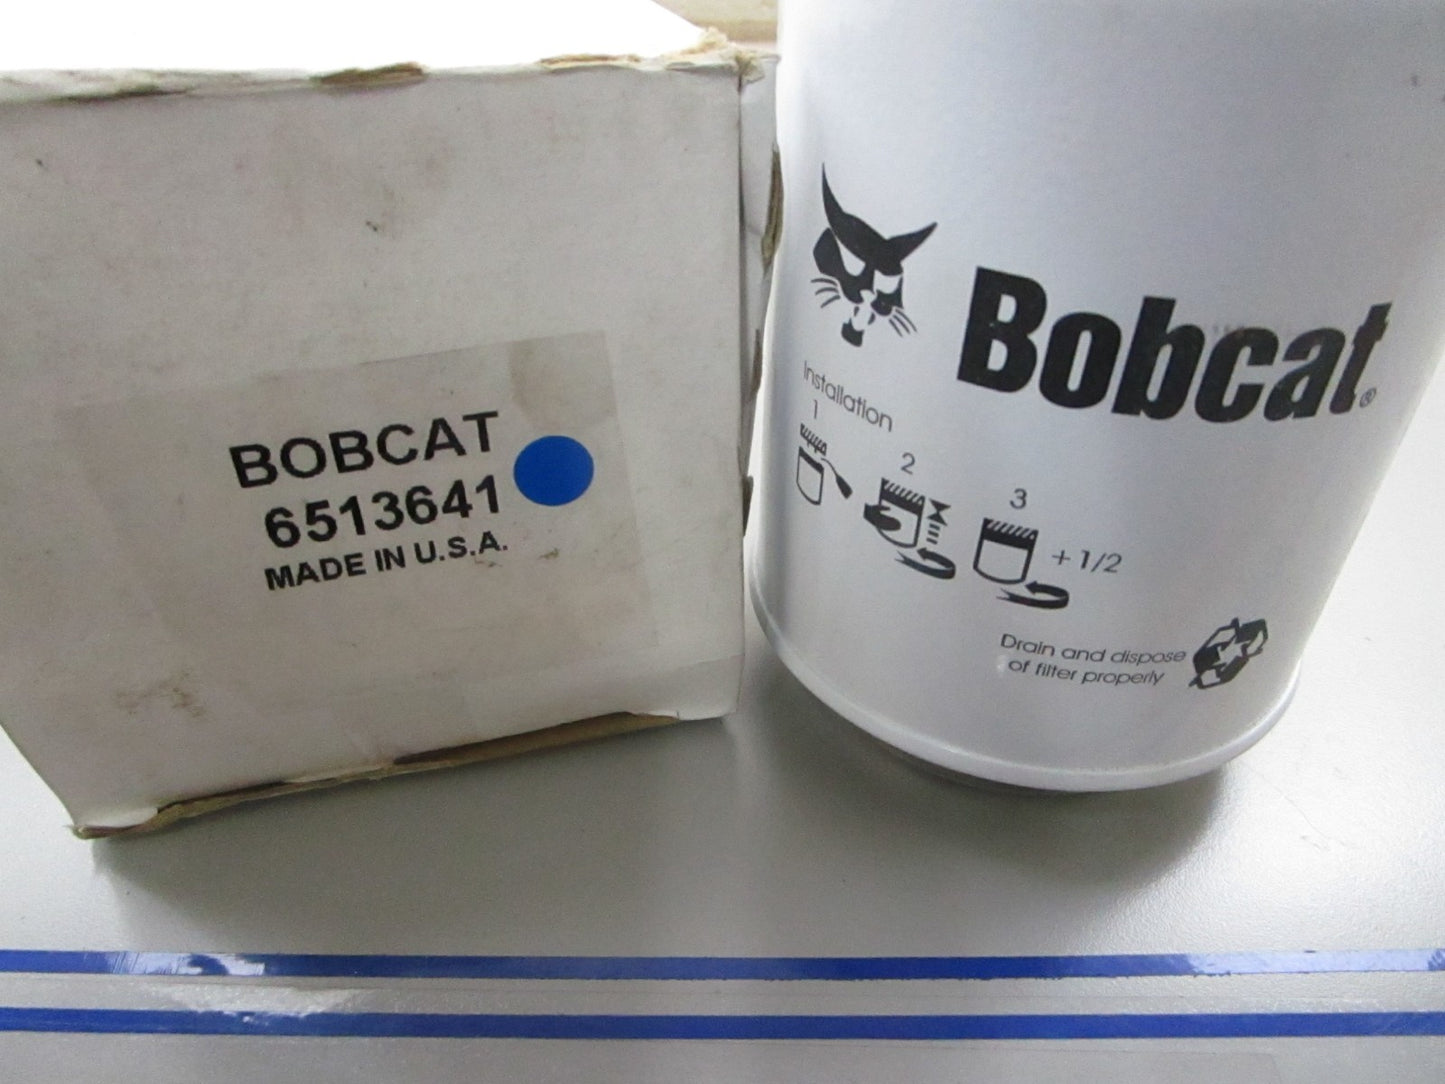 BOBCAT
6513641
MADE IN U.S.A.
Bobcat®
Installation
1
2
3
+1/2
Drain and dispose
of filter properly